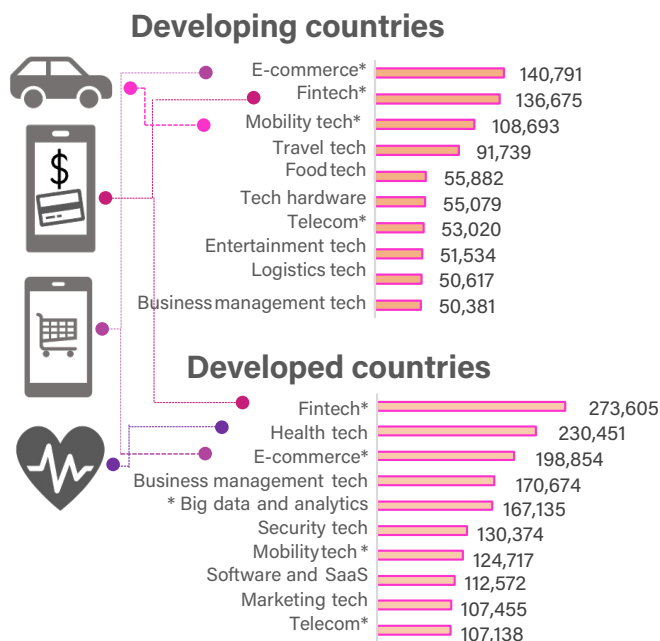 Developing countries
E-commerce* 140,791
Fintech* 136,675
Mobility tech* 108,693
Travel tech 91,739
Food tech 55,882
Tech hardware 55,079
Telecom* 53,020
Entertainment tech 51,534
Logistics tech 50,617
Business management tech 50,381
$
Developed countries
Fintech* 273,605
Health tech 230,451
E-commerce* 198,854
Business management tech 170,674
* Big data and analytics 167,135
Security tech 130,374
Mobility tech * 124,717
Software and SaaS 112,572
Marketing tech 107,455
Telecom* 107,138